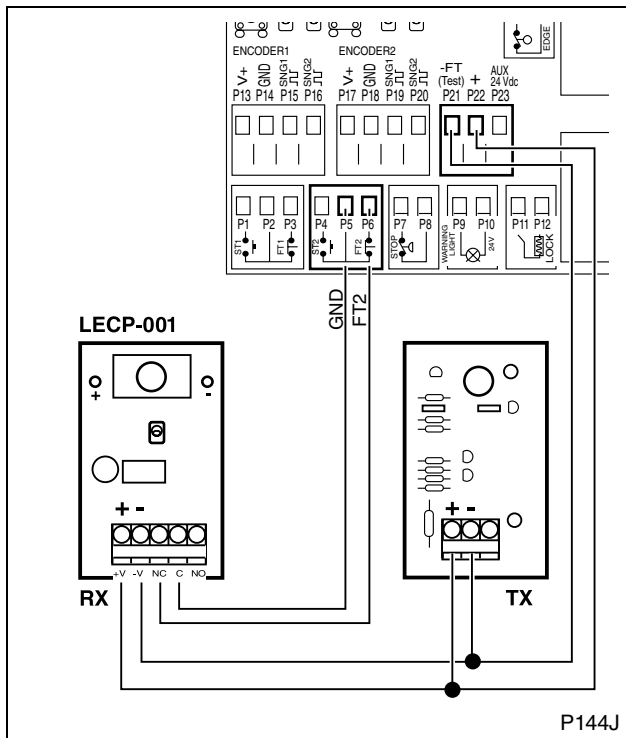 EDGE
ENCODER1
ENCODER2
V+
GND
SNG1
SNG2
V+
GND
SNG1
SNG2
-FT
(Test)
+
AUX
24 Vdc
P13 P14 P15 P16
P17 P18 P19 P20
P21 P22 P23
P1 P2 P3
P4 P5 P6
P7 P8
P9 P10
P11 P12
ST1
FT1
ST2
FT2
STOP
WARNING
LIGHT
24V
LOCK
GND
FT2
LECP-001
+ -
+ -
+V -V NC C NO
RX
+ -
TX
P144J